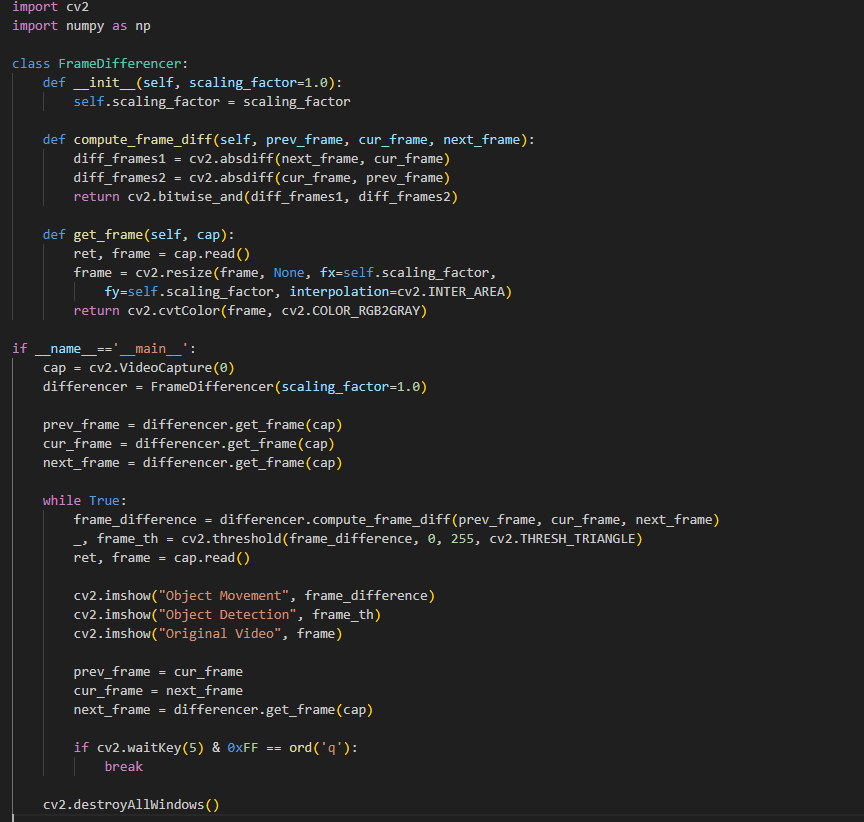 import cv2
import numpy as np

class FrameDifferencer:
    def __init__(self, scaling_factor=1.0):
        self.scaling_factor = scaling_factor

    def compute_frame_diff(self, prev_frame, cur_frame, next_frame):
        diff_frames1 = cv2.absdiff(next_frame, cur_frame)
        diff_frames2 = cv2.absdiff(cur_frame, prev_frame)
        return cv2.bitwise_and(diff_frames1, diff_frames2)

    def get_frame(self, cap):
        ret, frame = cap.read()
        frame = cv2.resize(frame, None, fx=self.scaling_factor,
            fy=self.scaling_factor, interpolation=cv2.INTER_AREA)
        return cv2.cvtColor(frame, cv2.COLOR_RGB2GRAY)

if __name__=='__main__':
    cap = cv2.VideoCapture(0)
    differencer = FrameDifferencer(scaling_factor=1.0)

    prev_frame = differencer.get_frame(cap)
    cur_frame = differencer.get_frame(cap)
    next_frame = differencer.get_frame(cap)

    while True:
        frame_difference = differencer.compute_frame_diff(prev_frame, cur_frame, next_frame)
        _, frame_th = cv2.threshold(frame_difference, 0, 255, cv2.THRESH_TRIANGLE)
        ret, frame = cap.read()

        cv2.imshow("Object Movement", frame_difference)
        cv2.imshow("Object Detection", frame_th)
        cv2.imshow("Original Video", frame)

        prev_frame = cur_frame
        cur_frame = next_frame
        next_frame = differencer.get_frame(cap)

        if cv2.waitKey(5) & 0xFF == ord('q'):
            break

    cv2.destroyAllWindows()